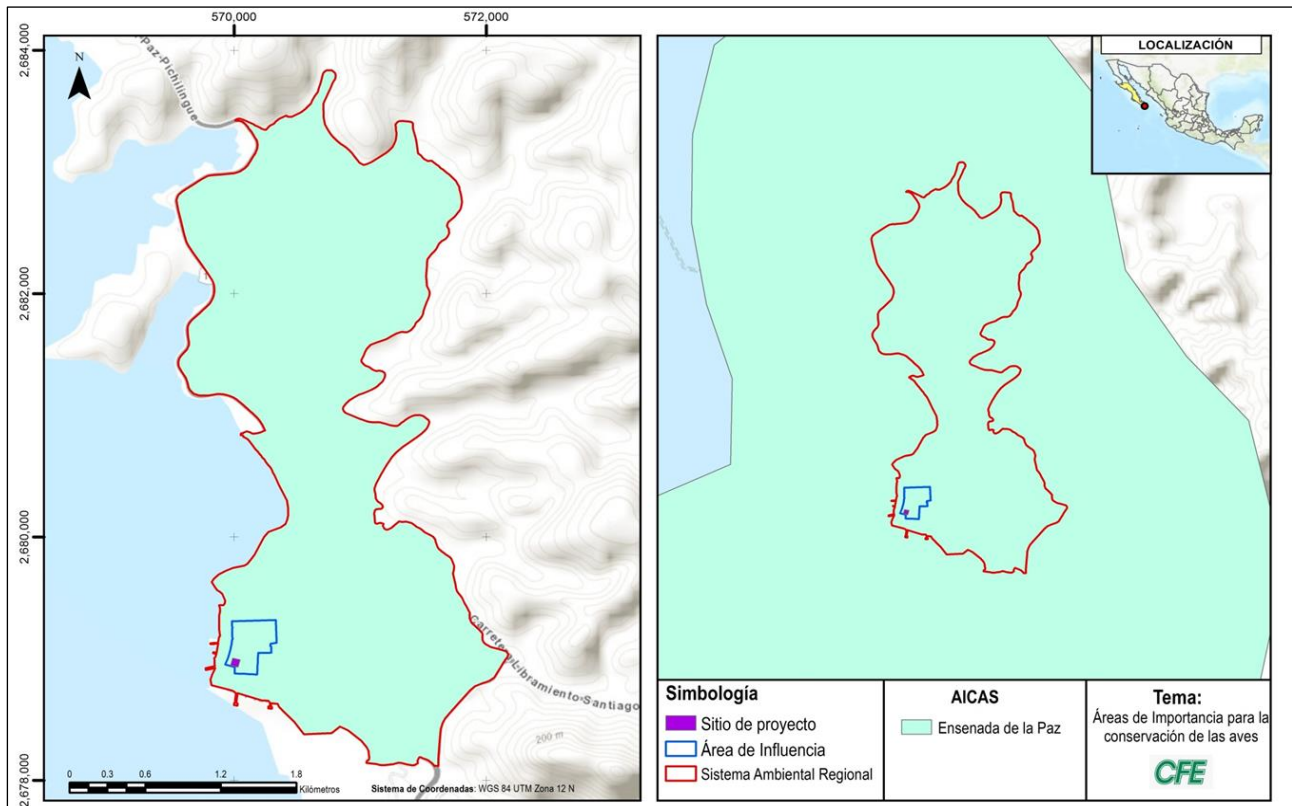 570,000
572,000
2,684,000
2,682,000
2,680,000
2,678,000
N
Paz-Pichilingue
Carretera Libramiento-Santiago
200 m
0 0.3 0.6 1.2 1.8
Kilómetros
Sistema de Coordenadas: WGS 84 UTM Zona 12 N
LOCALIZACIÓN
Simbología
Sitio de proyecto
Área de Influencia
Sistema Ambiental Regional
AICAS
Ensenada de la Paz
Tema:
Áreas de Importancia para la
conservación de las aves
CFE